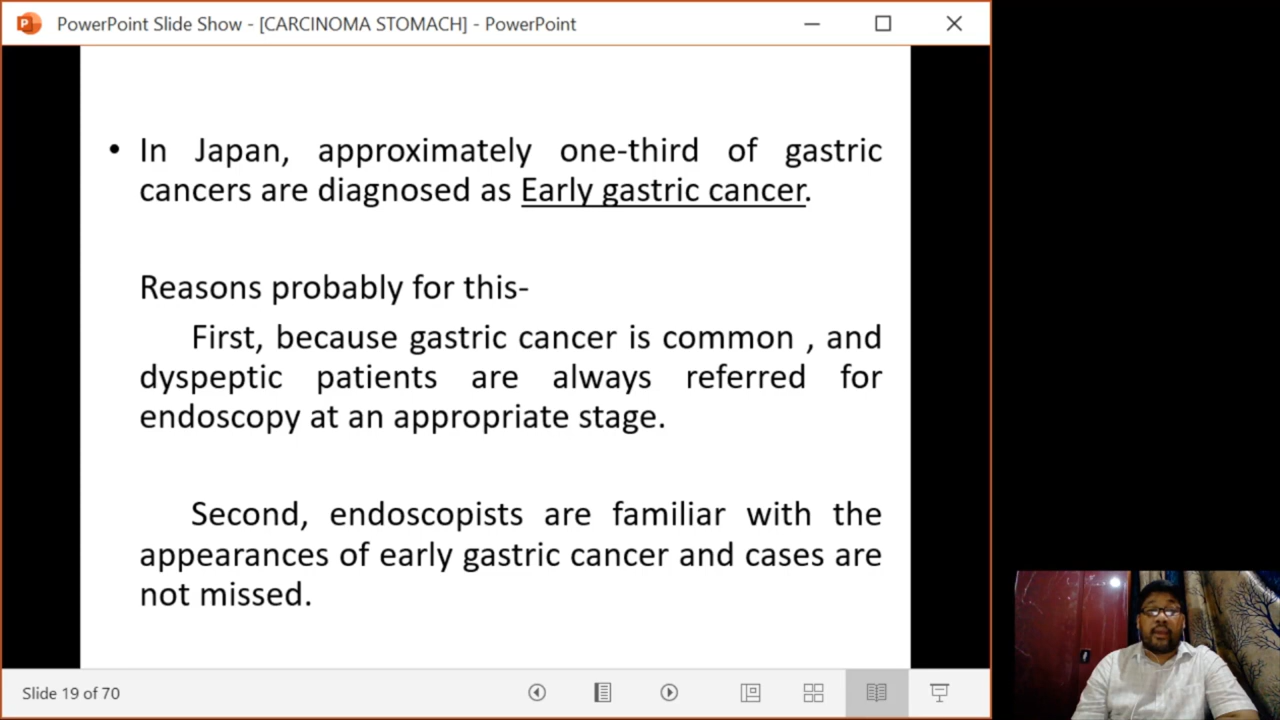 PowerPoint Slide Show - [CARCINOMA STOMACH] - PowerPoint
• In Japan, approximately one-third of gastric
cancers are diagnosed as Early gastric cancer.
Reasons probably for this-
First, because gastric cancer is common , and
dyspeptic patients are always referred for
endoscopy at an appropriate stage.
Second, endoscopists are familiar with the
appearances of early gastric cancer and cases are
not missed.
Slide 19 of 70